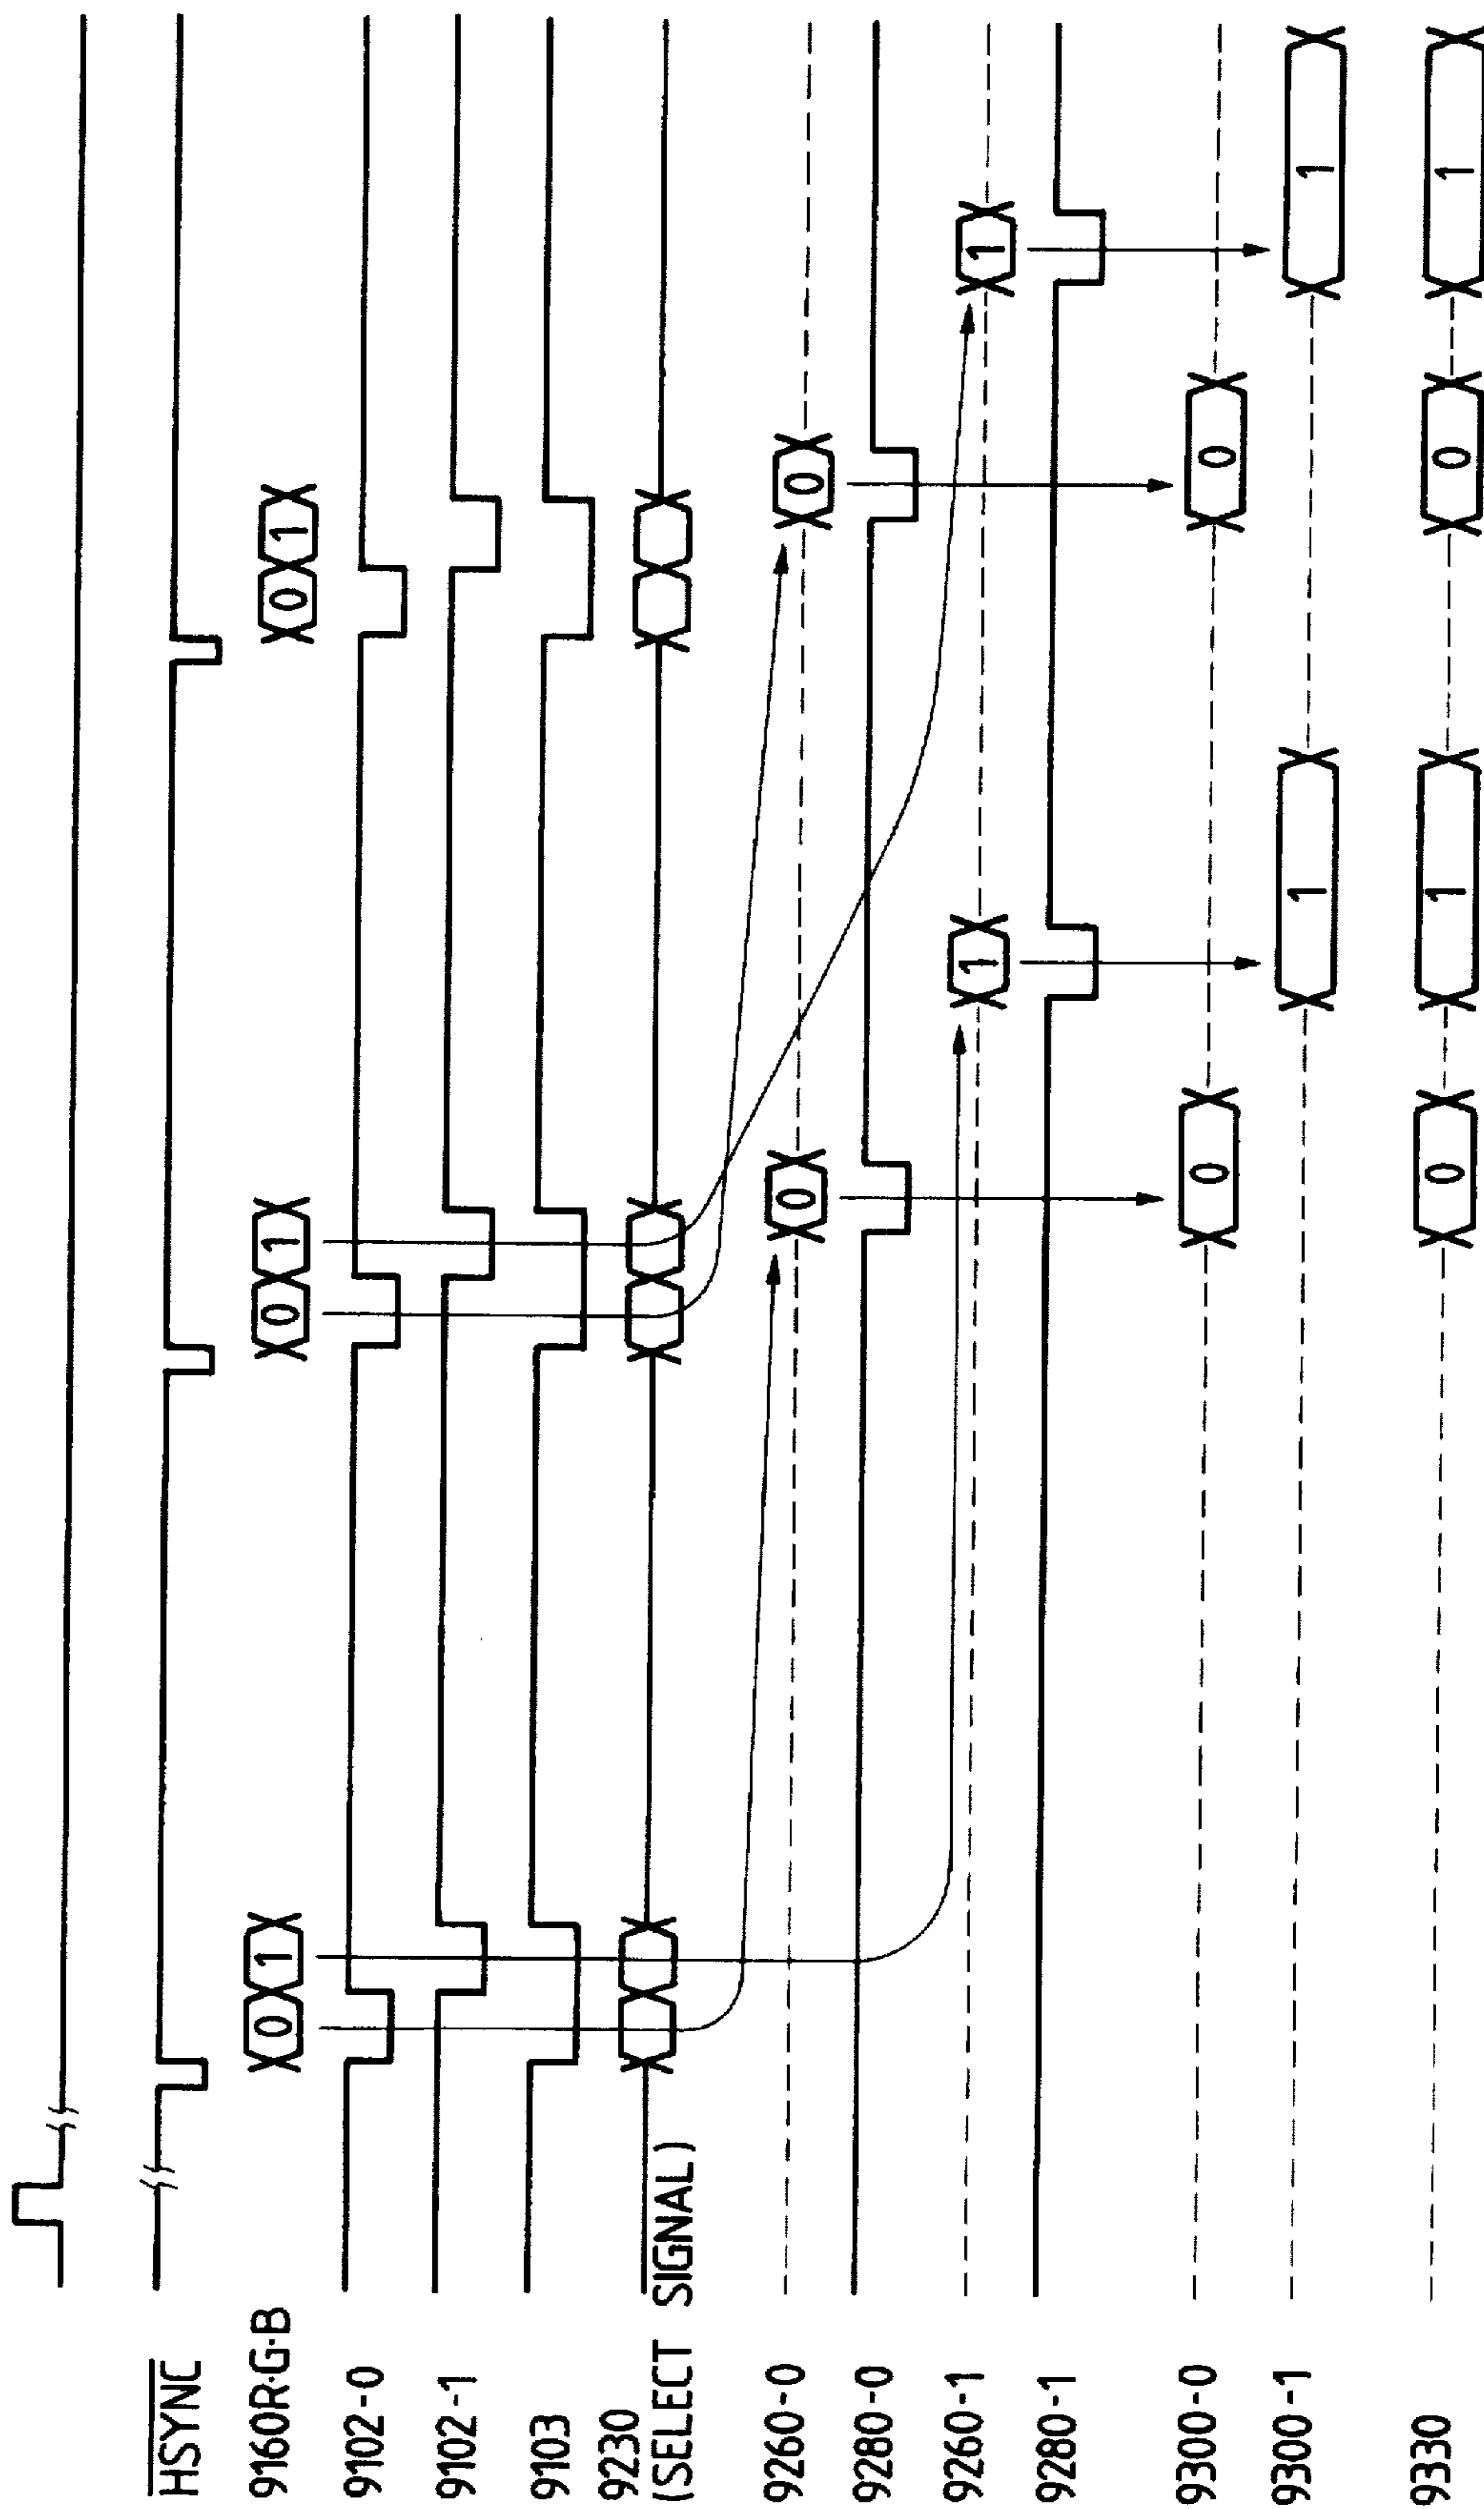 HSYNC
9160R·G·B 0 1 0 1 0 1
9102-0
9102-1
9103
9230
(SELECT SIGNAL)
9260-0 0 0
9280-0
9260-1 1 1
9280-1
9300-0 0 0
9300-1 1 1
9330 0 1 0 1